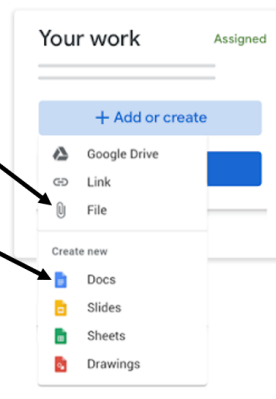 Your work Assigned
+ Add or create
Google Drive
Link
File
Create new
Docs
Slides
Sheets
Drawings